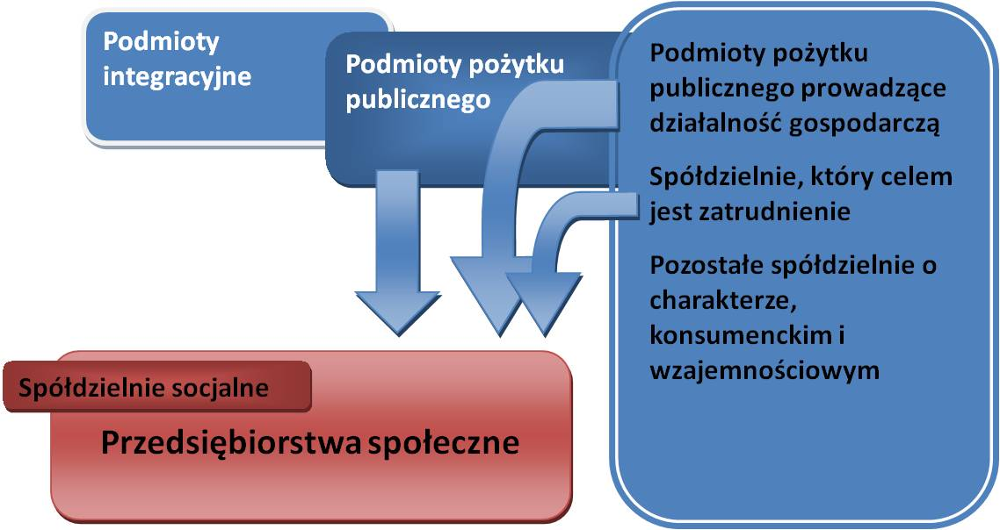 Podmioty
integracyjne
Podmioty pożytku
publicznego
Podmioty pożytku
publicznego prowadzące
działalność gospodarczą
Spółdzielnie, który celem
jest zatrudnienie
Pozostałe spółdzielnie o
charakterze,
konsumenckim i
wzajemnościowym
Spółdzielnie socjalne
Przedsiębiorstwa społeczne